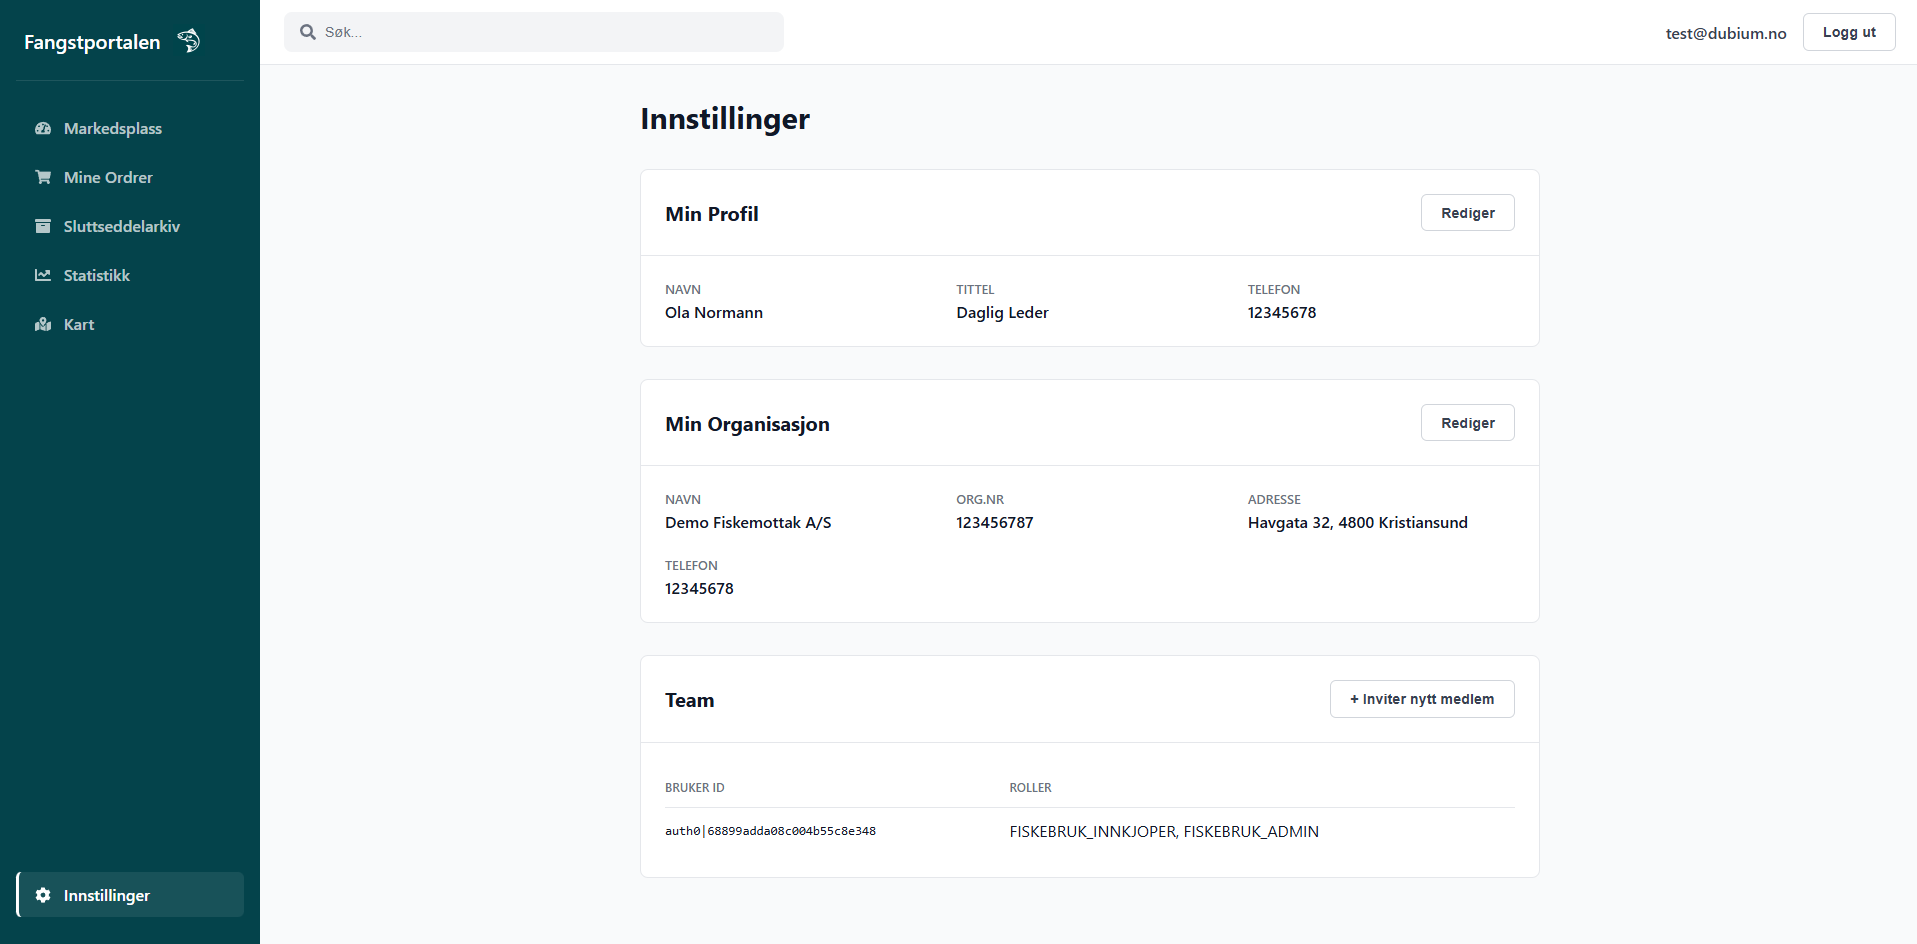 Fangstportalen
Søk...
test@dubium.no
Logg ut
Markedsplass
Mine Ordrer
Sluttseddelarkiv
Statistikk
Kart
Innstillinger
Innstillinger
Min Profil
Rediger
NAVN
TITTEL
TELEFON
Ola Normann
Daglig Leder
12345678
Min Organisasjon
Rediger
NAVN
ORG.NR
ADRESSE
Demo Fiskemottak A/S
123456787
Havgata 32, 4800 Kristiansund
TELEFON
12345678
Team
+ Inviter nytt medlem
BRUKER ID
ROLLER
auth0|68899adda08c004b55c8e348
FISKEBRUK_INNKJOPER, FISKEBRUK_ADMIN